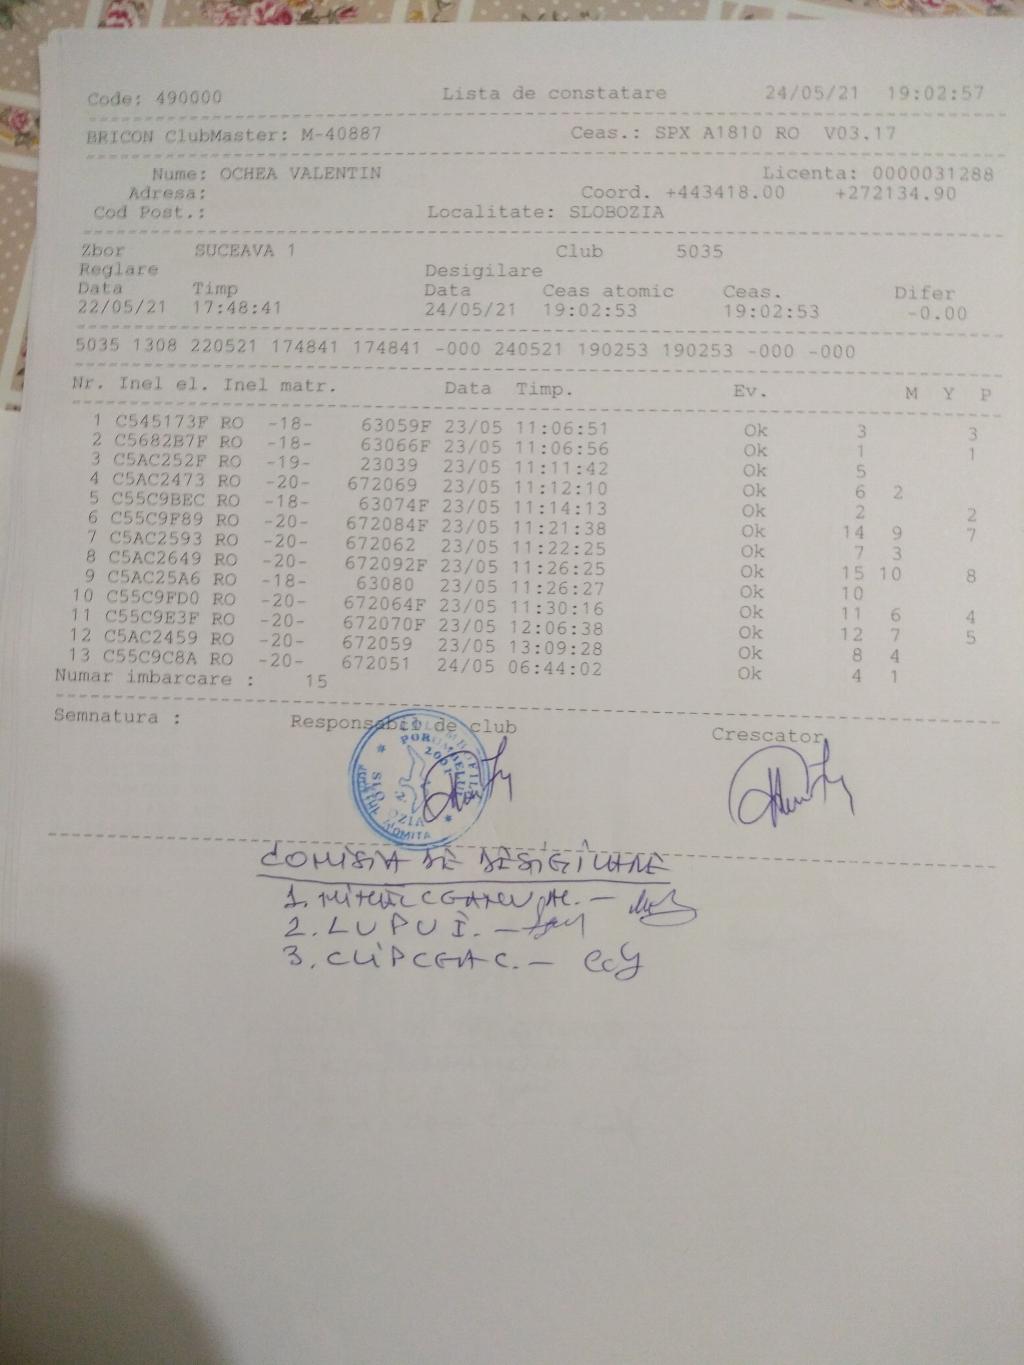 Code: 490000 Lista de constatare 24/05/21 19:02:57
BRICON ClubMaster: M-40887 Ceas.: SPX A1810 RO V03.17
Nume: OCHEA VALENTIN Licenta: 0000031288
Adresa: Coord. +443418.00 +272134.90
Cod Post.: Localitate: SLOBOZIA
Zbor SUCEAVA 1 Club 5035
Reglare Desigilare
Data Timp Data Ceas atomic Ceas. Difer
22/05/21 17:48:41 24/05/21 19:02:53 19:02:53 -0.00
5035 1308 220521 174841 174841 -000 240521 190253 190253 -000 -000
Nr. Inel el. Inel matr. Data Timp. Ev. M Y P
1 C545173F RO -18- 63059F 23/05 11:06:51 Ok 3 3
2 C5682B7F RO -18- 63066F 23/05 11:06:56 Ok 1 1
3 C5AC252F RO -19- 23039 23/05 11:11:42 Ok 5
4 C5AC2473 RO -20- 672069 23/05 11:12:10 Ok 6 2
5 C55C9BEC RO -18- 63074F 23/05 11:14:13 Ok 2 2
6 C55C9F89 RO -20- 672084F 23/05 11:21:38 Ok 14 9 7
7 C5AC2593 RO -20- 672062 23/05 11:22:25 Ok 7 3
8 C5AC2649 RO -20- 672092F 23/05 11:26:25 Ok 15 10 8
9 C5AC25A6 RO -18- 63080 23/05 11:26:27 Ok 10
10 C55C9FD0 RO -20- 672064F 23/05 11:30:16 Ok 11 6 4
11 C55C9E3F RO -20- 672070F 23/05 12:06:38 Ok 12 7 5
12 C5AC2459 RO -20- 672059 23/05 13:09:28 Ok 8 4
13 C55C9C8A RO -20- 672051 24/05 06:44:02 Ok 4 1
Numar imbarcare : 15
Semnatura : Responsabil de club Crescator
COMISIA DE DESIGILARE
1.
2. LUPU I. -
3. CLIPCEA C. -